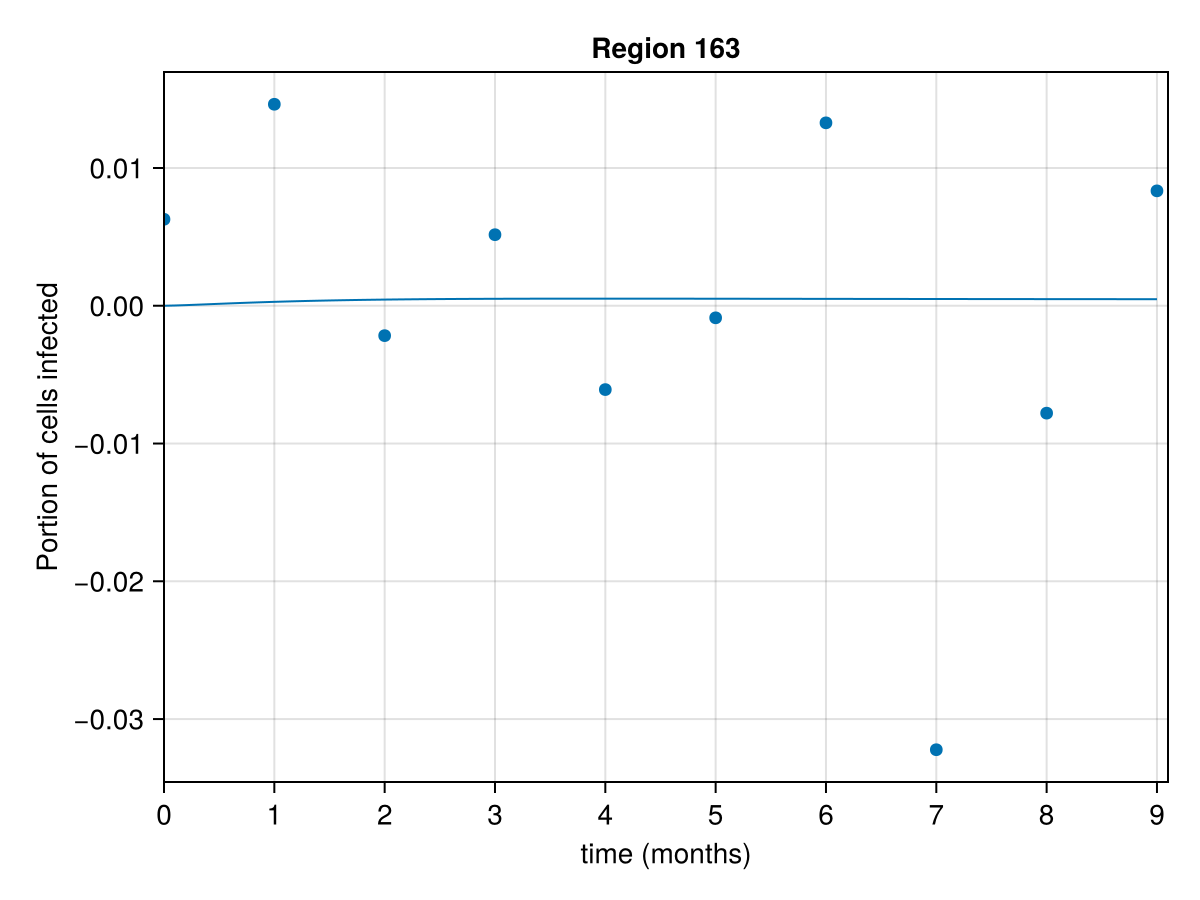 Region 163
Portion of cells infected
0.01
0.00
−0.01
−0.02
−0.03
0 1 2 3 4 5 6 7 8 9
time (months)